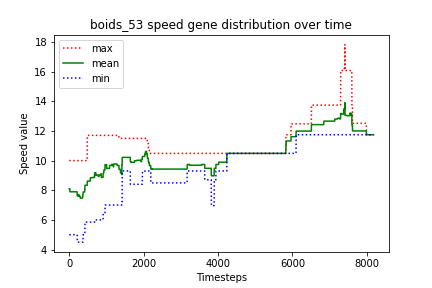 boids_53 speed gene distribution over time
max
mean
min
Speed value
18
16
14
12
10
8
6
4
0
2000
4000
6000
8000
Timesteps